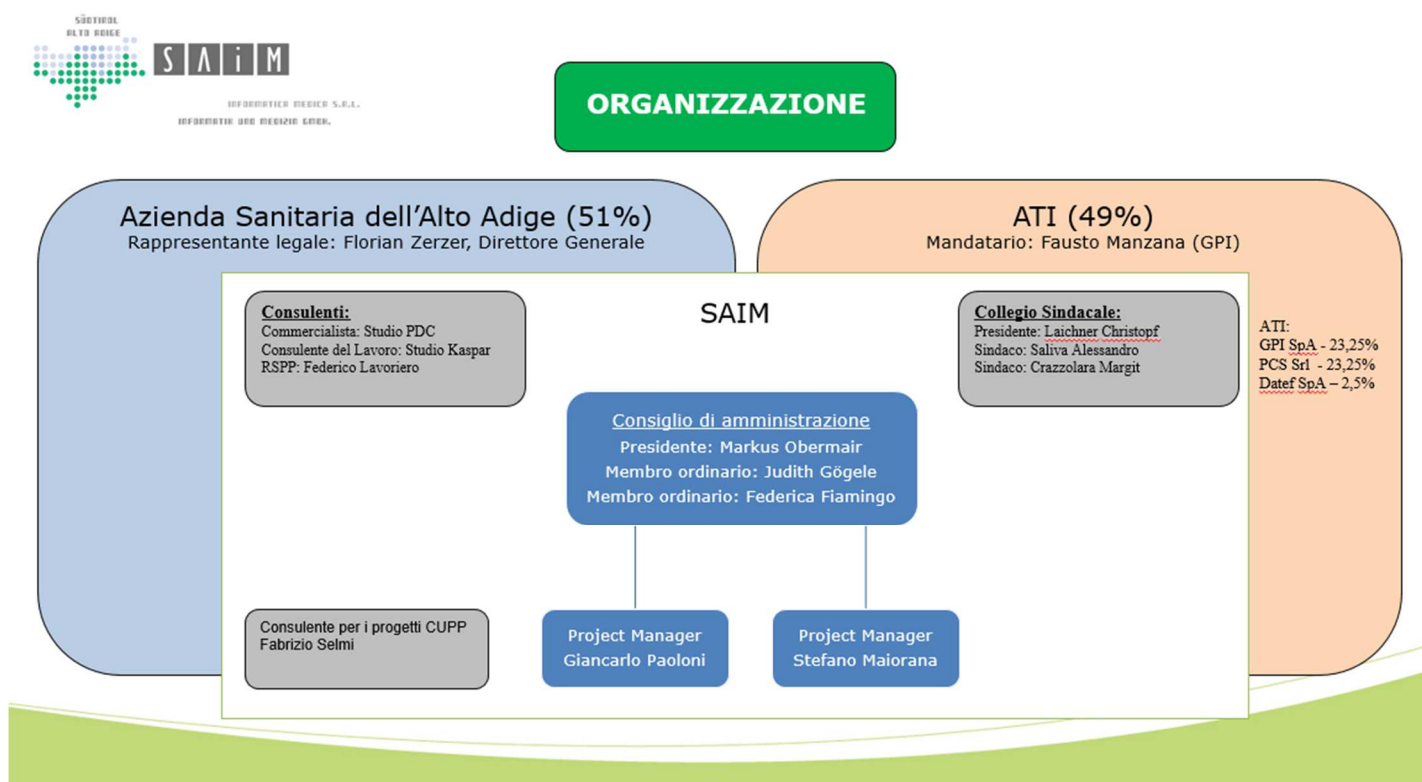 SÜDTIROL
ALTO ADIGE
SAiM
INFORMATICA MEDICA S.R.L.
INFORMATIK UND MEDIZIN GMBH.
ORGANIZZAZIONE
Azienda Sanitaria dell’Alto Adige (51%)
Rappresentante legale: Florian Zerzer, Direttore Generale
ATI (49%)
Mandatario: Fausto Manzana (GPI)
Consulenti:
Commercialista: Studio PDC
Consulente del Lavoro: Studio Kaspar
RSPP: Federico Lavoriero
SAIM
Collegio Sindacale:
Presidente: Laichner Christopf
Sindaco: Saliva Alessandro
Sindaco: Crazzolara Margit
ATI:
GPI SpA - 23,25%
PCS Srl - 23,25%
Datef SpA – 2,5%
Consiglio di amministrazione
Presidente: Markus Obermair
Membro ordinario: Judith Gögele
Membro ordinario: Federica Fiamingo
Consulente per i progetti CUPP
Fabrizio Selmi
Project Manager
Giancarlo Paoloni
Project Manager
Stefano Maiorana